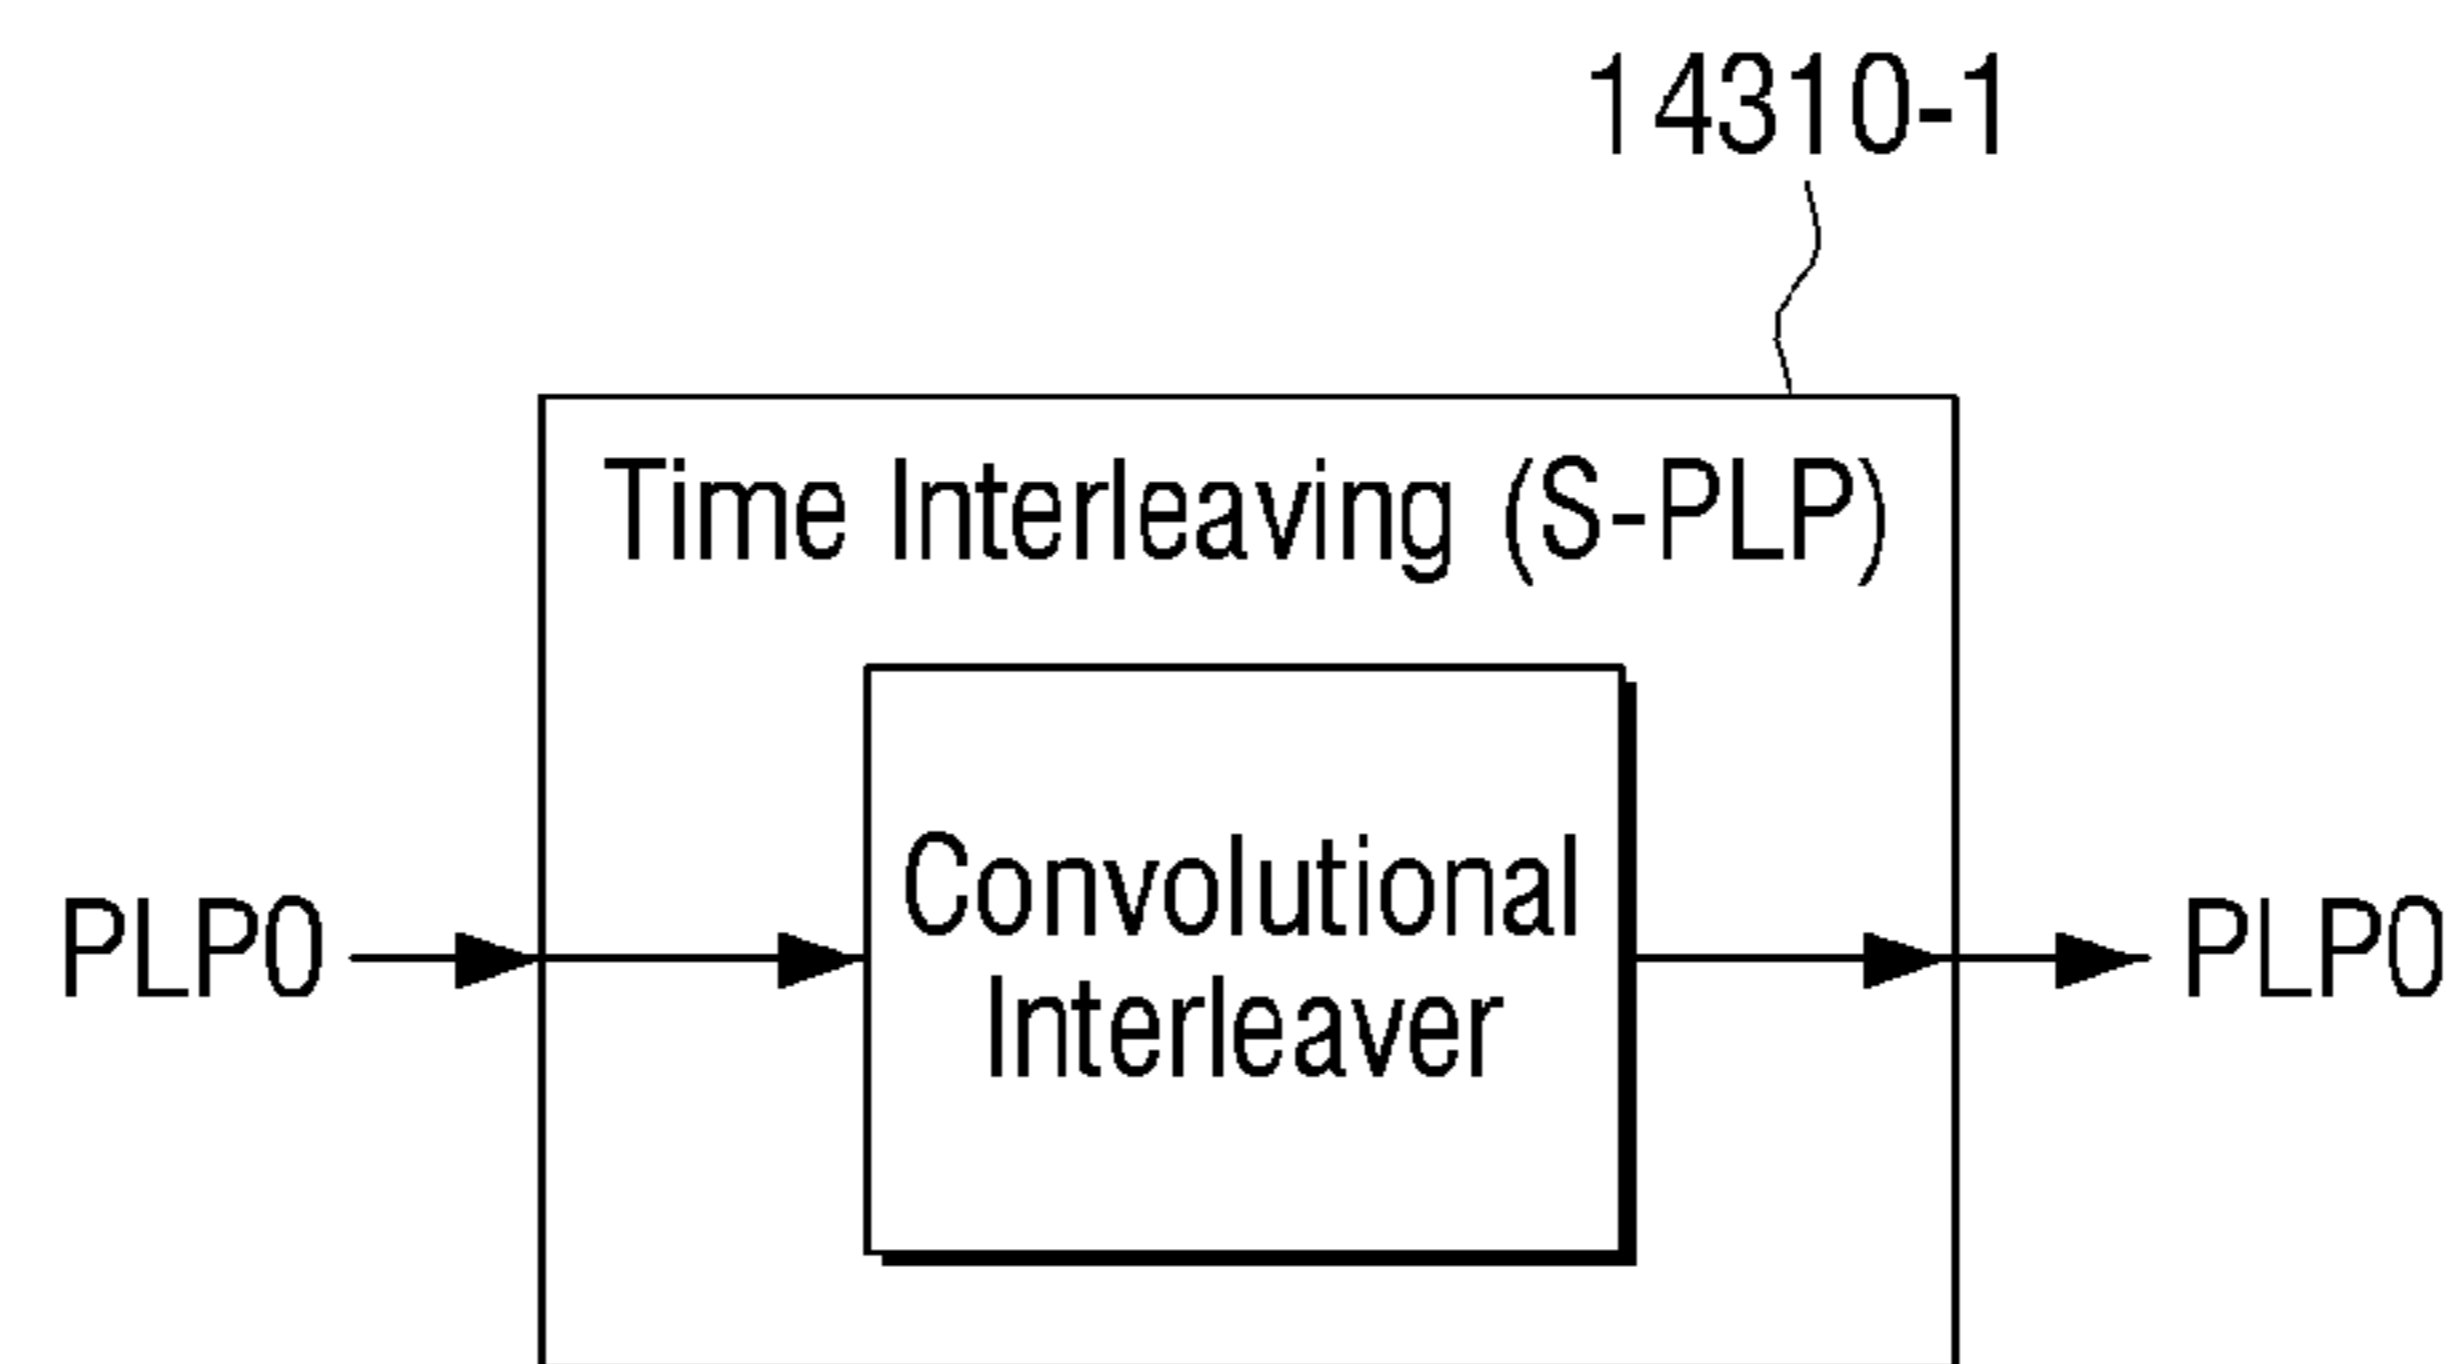 14310-1
Time Interleaving (S-PLP)
PLP0
Convolutional
Interleaver
PLP0